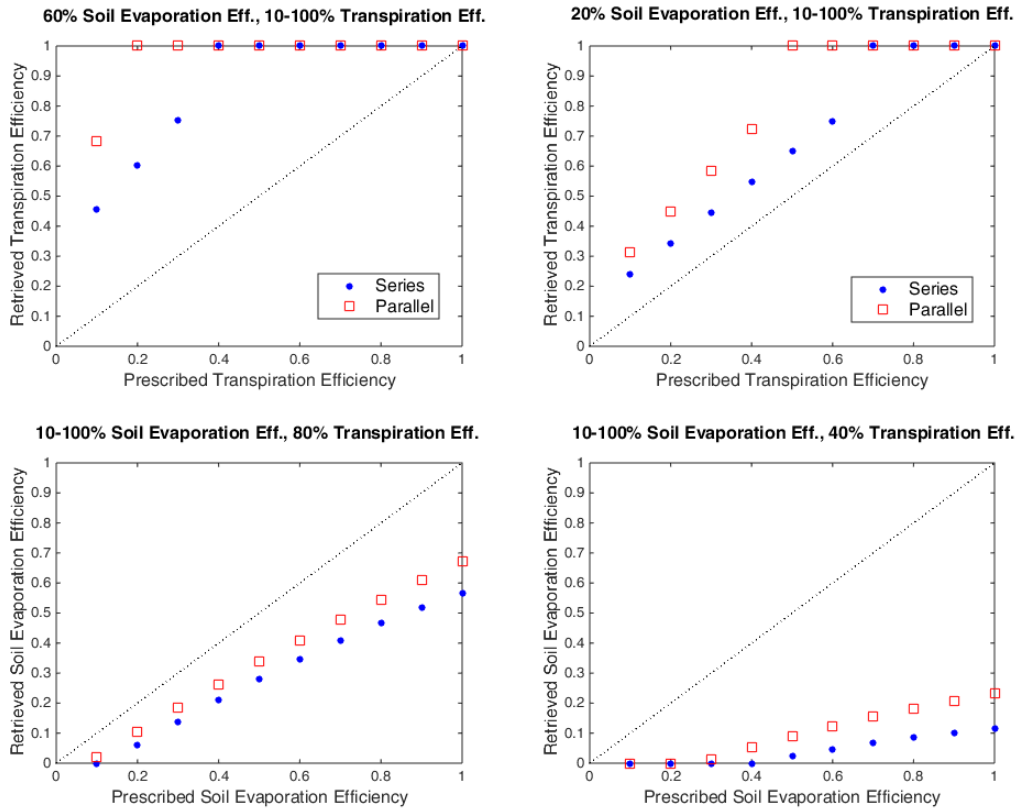 60% Soil Evaporation Eff., 10-100% Transpiration Eff.
1
0.9
0.8
0.7
0.6
0.5
0.4
0.3
0.2
0.1
0
Retrieved Transpiration Efficiency
Series
Parallel
0 0.2 0.4 0.6 0.8 1
Prescribed Transpiration Efficiency
20% Soil Evaporation Eff., 10-100% Transpiration Eff.
1
0.9
0.8
0.7
0.6
0.5
0.4
0.3
0.2
0.1
0
Retrieved Transpiration Efficiency
Series
Parallel
0 0.2 0.4 0.6 0.8 1
Prescribed Transpiration Efficiency
10-100% Soil Evaporation Eff., 80% Transpiration Eff.
1
0.9
0.8
0.7
0.6
0.5
0.4
0.3
0.2
0.1
0
Retrieved Soil Evaporation Efficiency
0 0.2 0.4 0.6 0.8 1
Prescribed Soil Evaporation Efficiency
10-100% Soil Evaporation Eff., 40% Transpiration Eff.
1
0.9
0.8
0.7
0.6
0.5
0.4
0.3
0.2
0.1
0
Retrieved Soil Evaporation Efficiency
0 0.2 0.4 0.6 0.8 1
Prescribed Soil Evaporation Efficiency